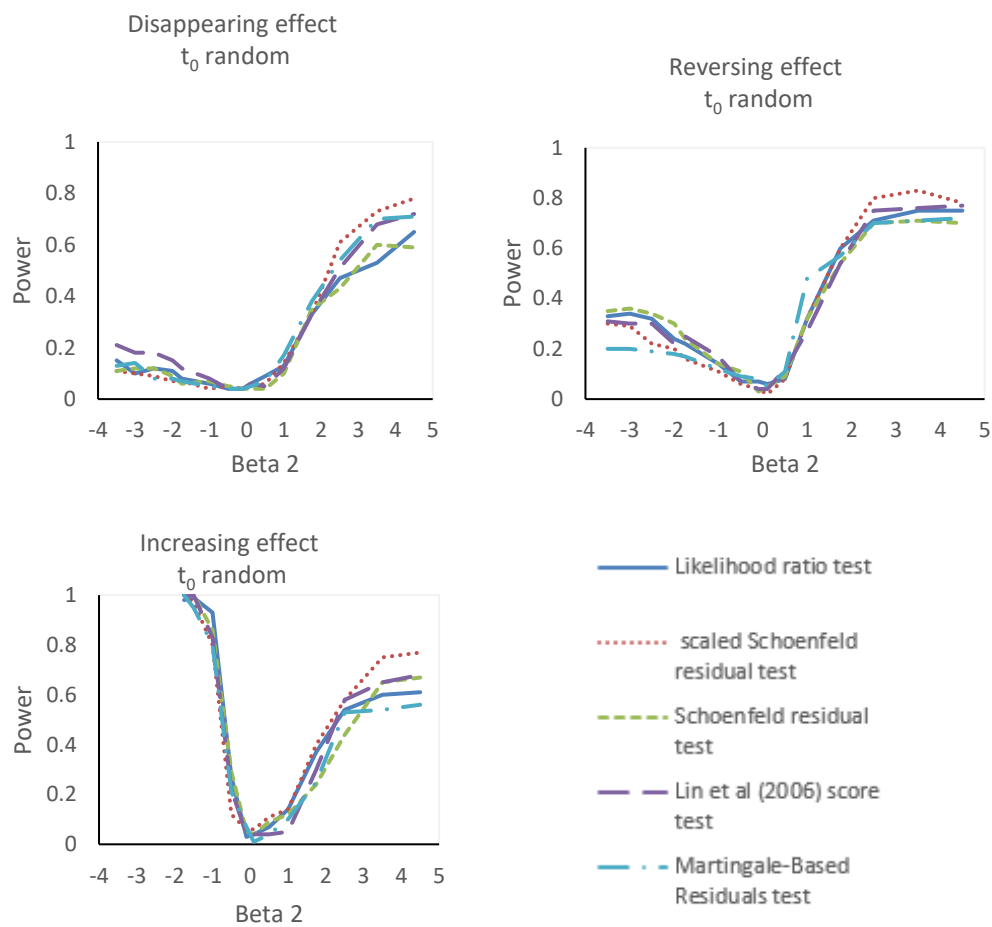 Disappearing effect
t0 random
1
0.8
0.6
0.4
0.2
0
Power
-4 -3 -2 -1 0 1 2 3 4 5
Beta 2
Reversing effect
t0 random
1
0.8
0.6
0.4
0.2
0
Power
-4 -3 -2 -1 0 1 2 3 4 5
Beta 2
Increasing effect
t0 random
1
0.8
0.6
0.4
0.2
0
Power
-4 -3 -2 -1 0 1 2 3 4 5
Beta 2
Likelihood ratio test
scaled Schoenfeld
residual test
Schoenfeld residual
test
Lin et al (2006) score
test
Martingale-Based
Residuals test